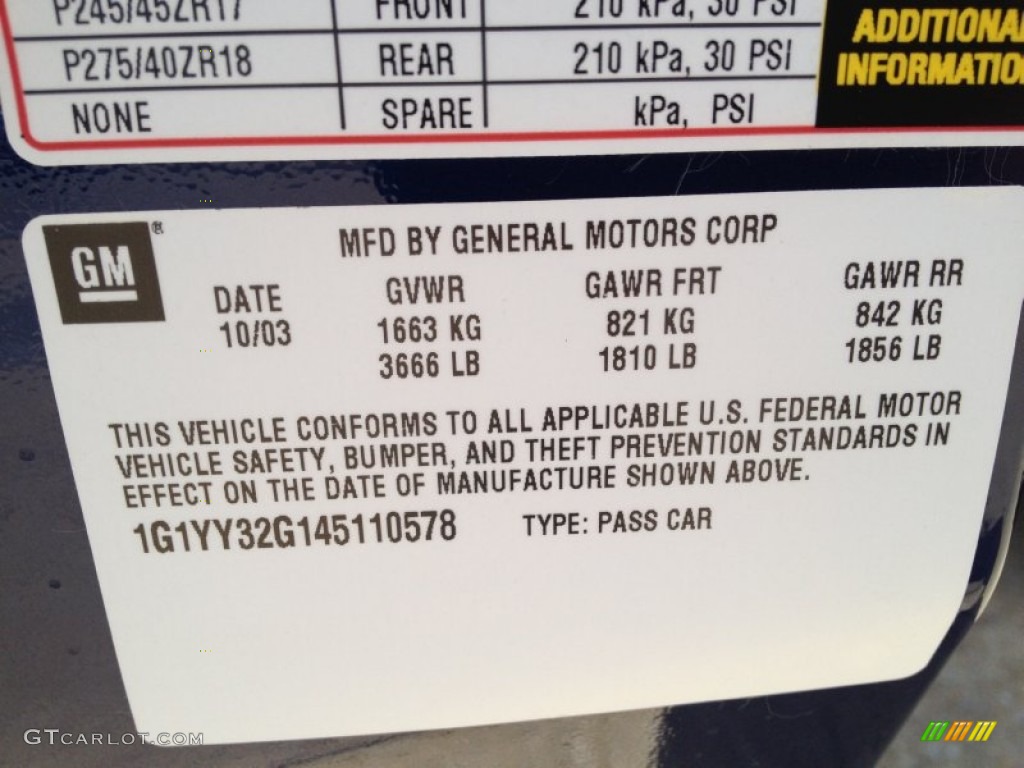 P245/45ZR17 FRONT 210 kPa, 30 PSI
P275/40ZR18 REAR 210 kPa, 30 PSI
NONE SPARE kPa, PSI
ADDITIONAL
INFORMATIO
GM®
MFD BY GENERAL MOTORS CORP
DATE GVWR GAWR FRT GAWR RR
10/03 1663 KG 821 KG 842 KG
3666 LB 1810 LB 1856 LB
THIS VEHICLE CONFORMS TO ALL APPLICABLE U.S. FEDERAL MOTOR
VEHICLE SAFETY, BUMPER, AND THEFT PREVENTION STANDARDS IN
EFFECT ON THE DATE OF MANUFACTURE SHOWN ABOVE.
1G1YY32G145110578 TYPE: PASS CAR
GTCARLOT.COM